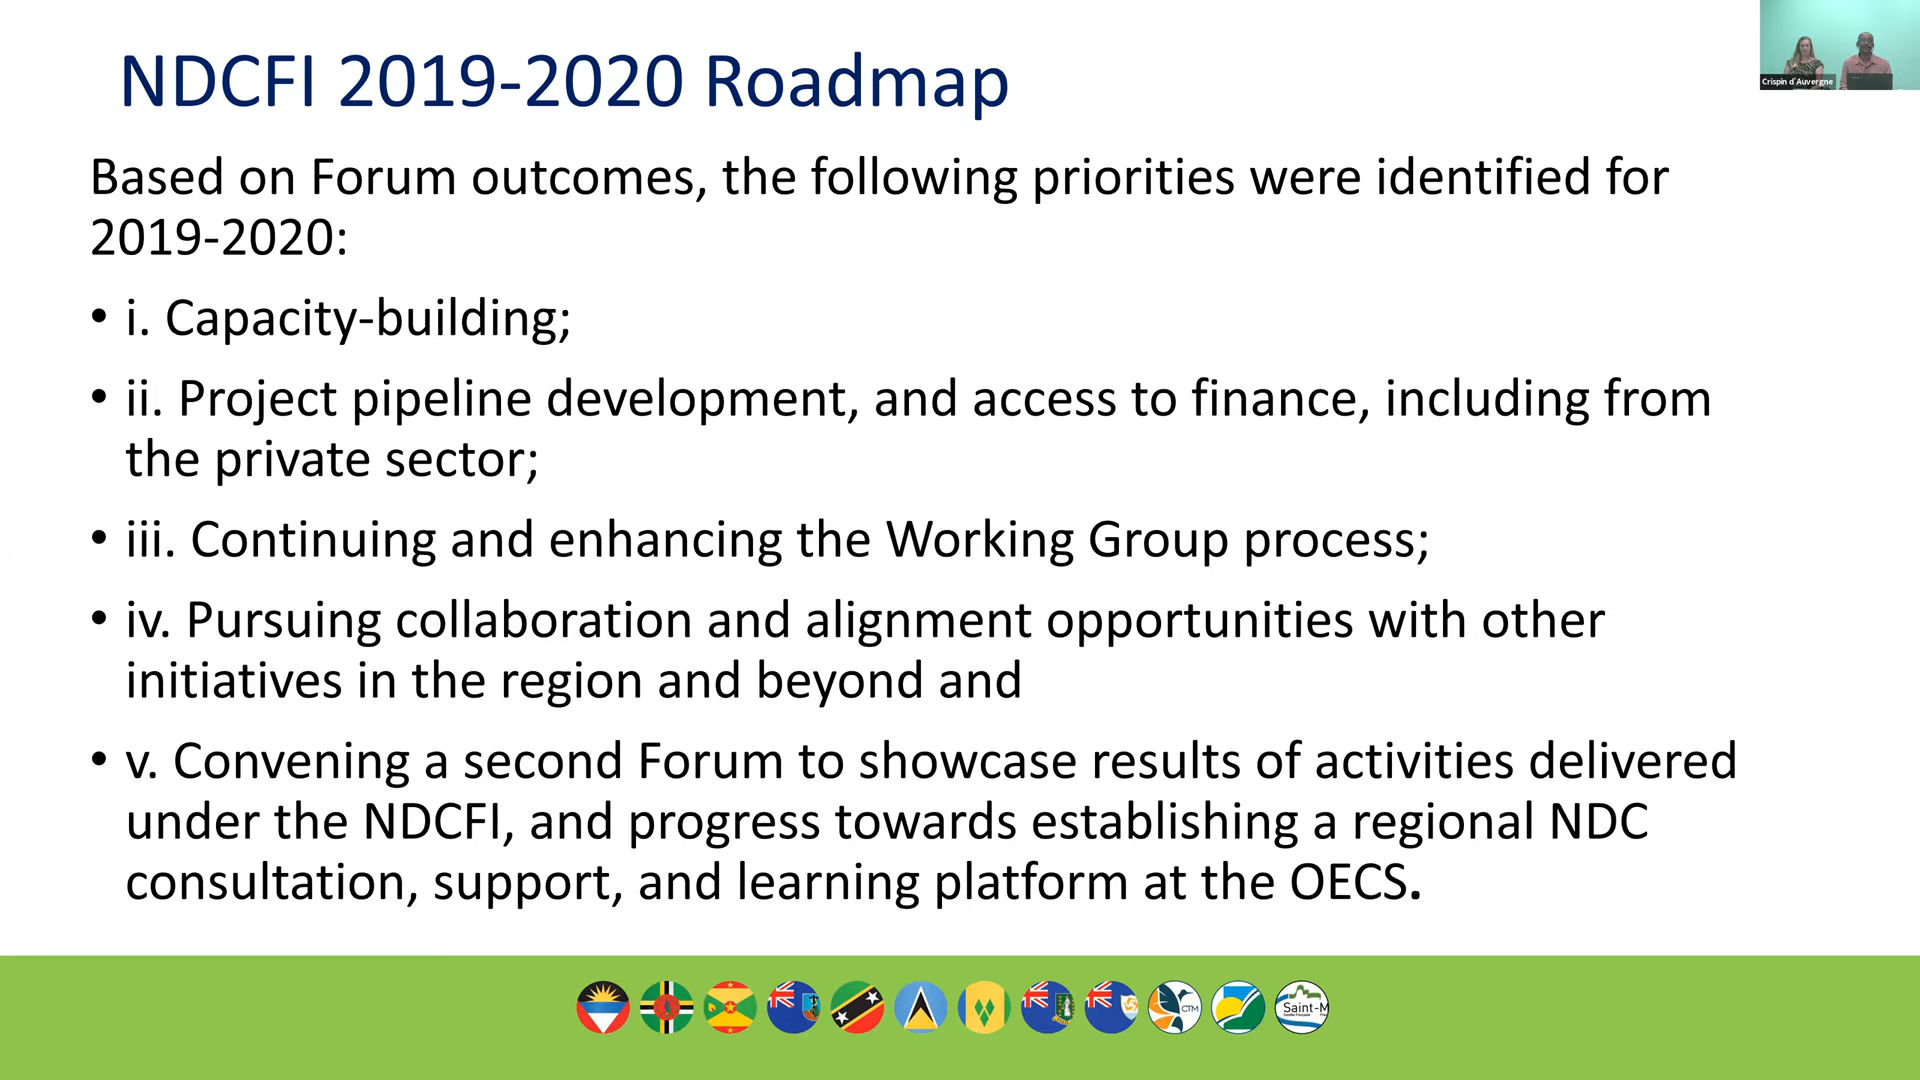 NDCFI 2019-2020 Roadmap
Crispin d'Auvergne
Based on Forum outcomes, the following priorities were identified for
2019-2020:
• i. Capacity-building;
• ii. Project pipeline development, and access to finance, including from
the private sector;
• iii. Continuing and enhancing the Working Group process;
• iv. Pursuing collaboration and alignment opportunities with other
initiatives in the region and beyond and
• v. Convening a second Forum to showcase results of activities delivered
under the NDCFI, and progress towards establishing a regional NDC
consultation, support, and learning platform at the OECS.
CTM
Saint-M